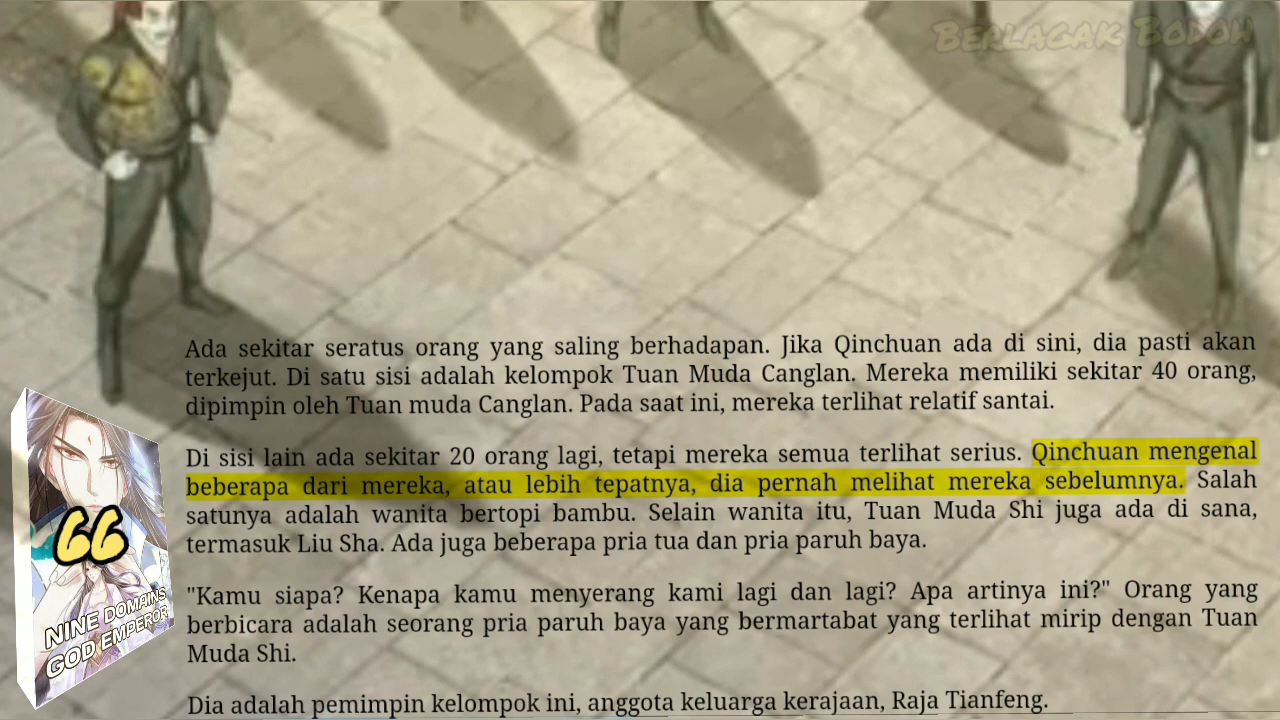 Berlagak Bodoh
Ada sekitar seratus orang yang saling berhadapan. Jika Qinchuan ada di sini, dia pasti akan
terkejut. Di satu sisi adalah kelompok Tuan Muda Canglan. Mereka memiliki sekitar 40 orang,
dipimpin oleh Tuan muda Canglan. Pada saat ini, mereka terlihat relatif santai.
Di sisi lain ada sekitar 20 orang lagi, tetapi mereka semua terlihat serius. Qinchuan mengenal
beberapa dari mereka, atau lebih tepatnya, dia pernah melihat mereka sebelumnya. Salah
satunya adalah wanita bertopi bambu. Selain wanita itu, Tuan Muda Shi juga ada di sana,
termasuk Liu Sha. Ada juga beberapa pria tua dan pria paruh baya.
"Kamu siapa? Kenapa kamu menyerang kami lagi dan lagi? Apa artinya ini?" Orang yang
berbicara adalah seorang pria paruh baya yang bermartabat yang terlihat mirip dengan Tuan
Muda Shi.
Dia adalah pemimpin kelompok ini, anggota keluarga kerajaan, Raja Tianfeng.
66
NINE DOMAINS
GOD EMPEROR